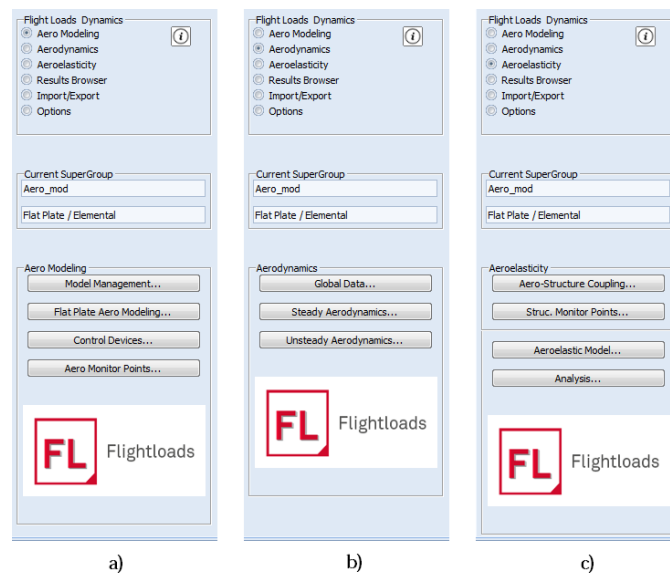 Flight Loads Dynamics
Aero Modeling
Aerodynamics
Aeroelasticity
Results Browser
Import/Export
Options
i
Current SuperGroup
Aero_mod
Flat Plate / Elemental
Aero Modeling
Model Management...
Flat Plate Aero Modeling...
Control Devices...
Aero Monitor Points...
FL Flightloads
a)
Flight Loads Dynamics
Aero Modeling
Aerodynamics
Aeroelasticity
Results Browser
Import/Export
Options
i
Current SuperGroup
Aero_mod
Flat Plate / Elemental
Aerodynamics
Global Data...
Steady Aerodynamics...
Unsteady Aerodynamics...
FL Flightloads
b)
Flight Loads Dynamics
Aero Modeling
Aerodynamics
Aeroelasticity
Results Browser
Import/Export
Options
i
Current SuperGroup
Aero_mod
Flat Plate / Elemental
Aeroelasticity
Aero-Structure Coupling...
Struc. Monitor Points...
Aeroelastic Model...
Analysis...
FL Flightloads
c)